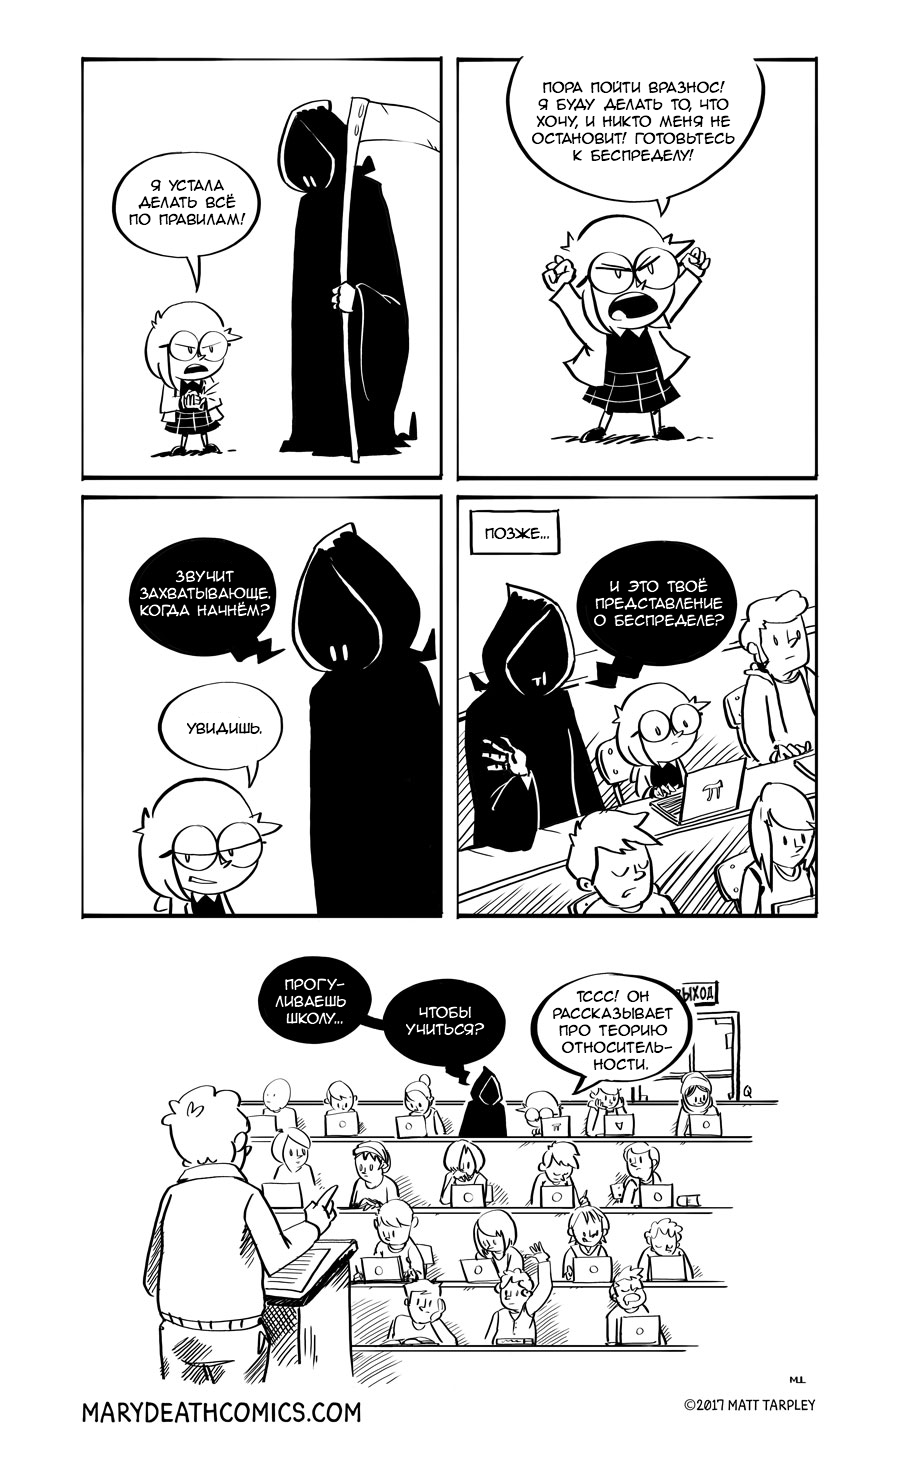 Я УСТАЛА
ДЕЛАТЬ ВСЁ
ПО ПРАВИЛАМ!
ПОРА ПОЙТИ ВРАЗНОС!
Я БУДУ ДЕЛАТЬ ТО, ЧТО
ХОЧУ, И НИКТО МЕНЯ НЕ
ОСТАНОВИТ! ГОТОВЬТЕСЬ
К БЕСПРЕДЕЛУ!
ЗВУЧИТ
ЗАХВАТЫВАЮЩЕ.
КОГДА НАЧНЁМ?
УВИДИШЬ.
ПОЗЖЕ...
И ЭТО ТВОЁ
ПРЕДСТАВЛЕНИЕ
О БЕСПРЕДЕЛЕ?
ПРОГУ-
ЛИВАЕШЬ
ШКОЛУ...
ЧТОБЫ
УЧИТЬСЯ?
ТССС! ОН
РАССКАЗЫВАЕТ
ПРО ТЕОРИЮ
ОТНОСИТЕЛЬ-
НОСТИ.
ВЫХОД
M.L.
MARYDEATHCOMICS.COM
©2017 MATT TARPLEY